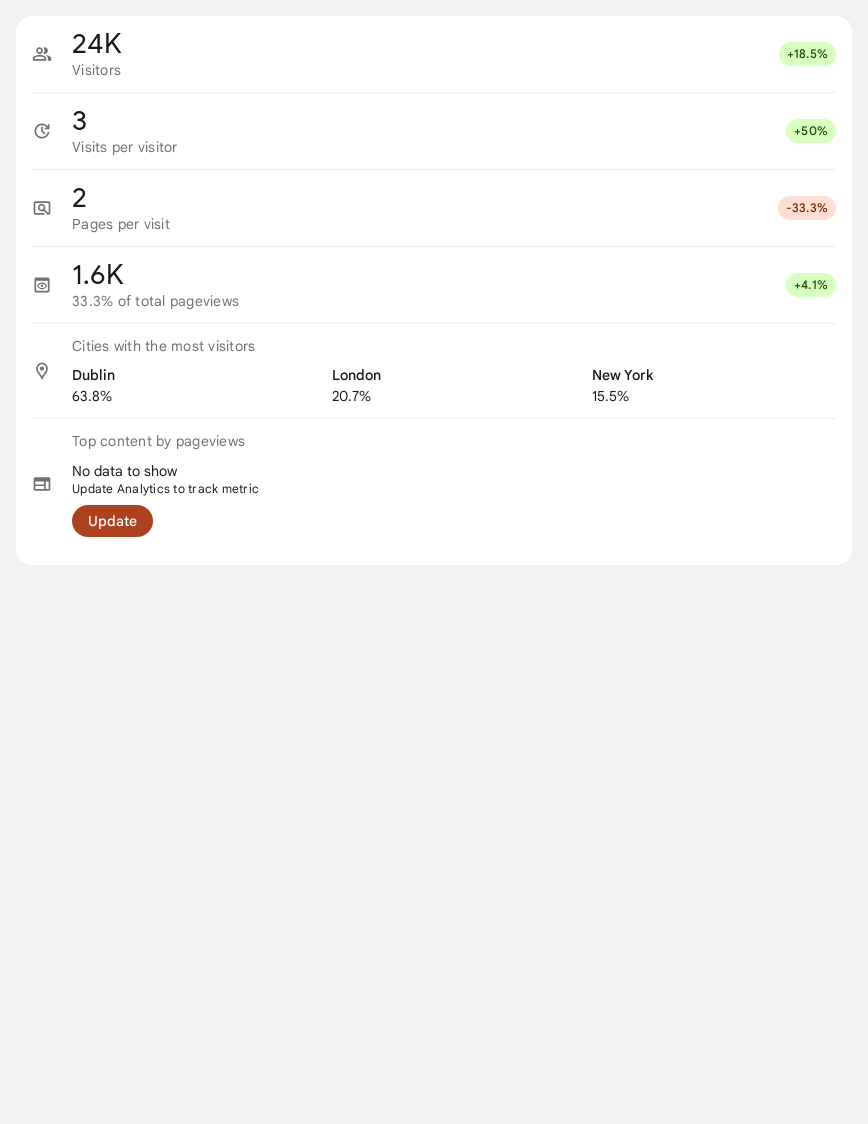 24K
Visitors
+18.5%
3
Visits per visitor
+50%
2
Pages per visit
-33.3%
1.6K
33.3% of total pageviews
+4.1%
Cities with the most visitors
Dublin London New York
63.8% 20.7% 15.5%
Top content by pageviews
No data to show
Update Analytics to track metric
Update